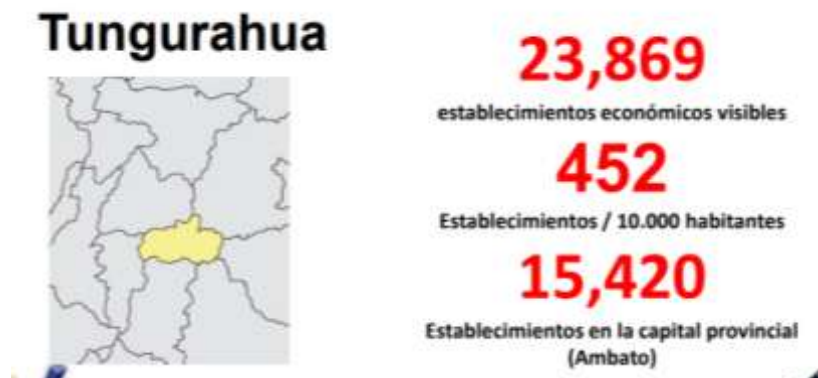 Tungurahua
23,869
establecimientos económicos visibles
452
Establecimientos / 10.000 habitantes
15,420
Establecimientos en la capital provincial
(Ambato)